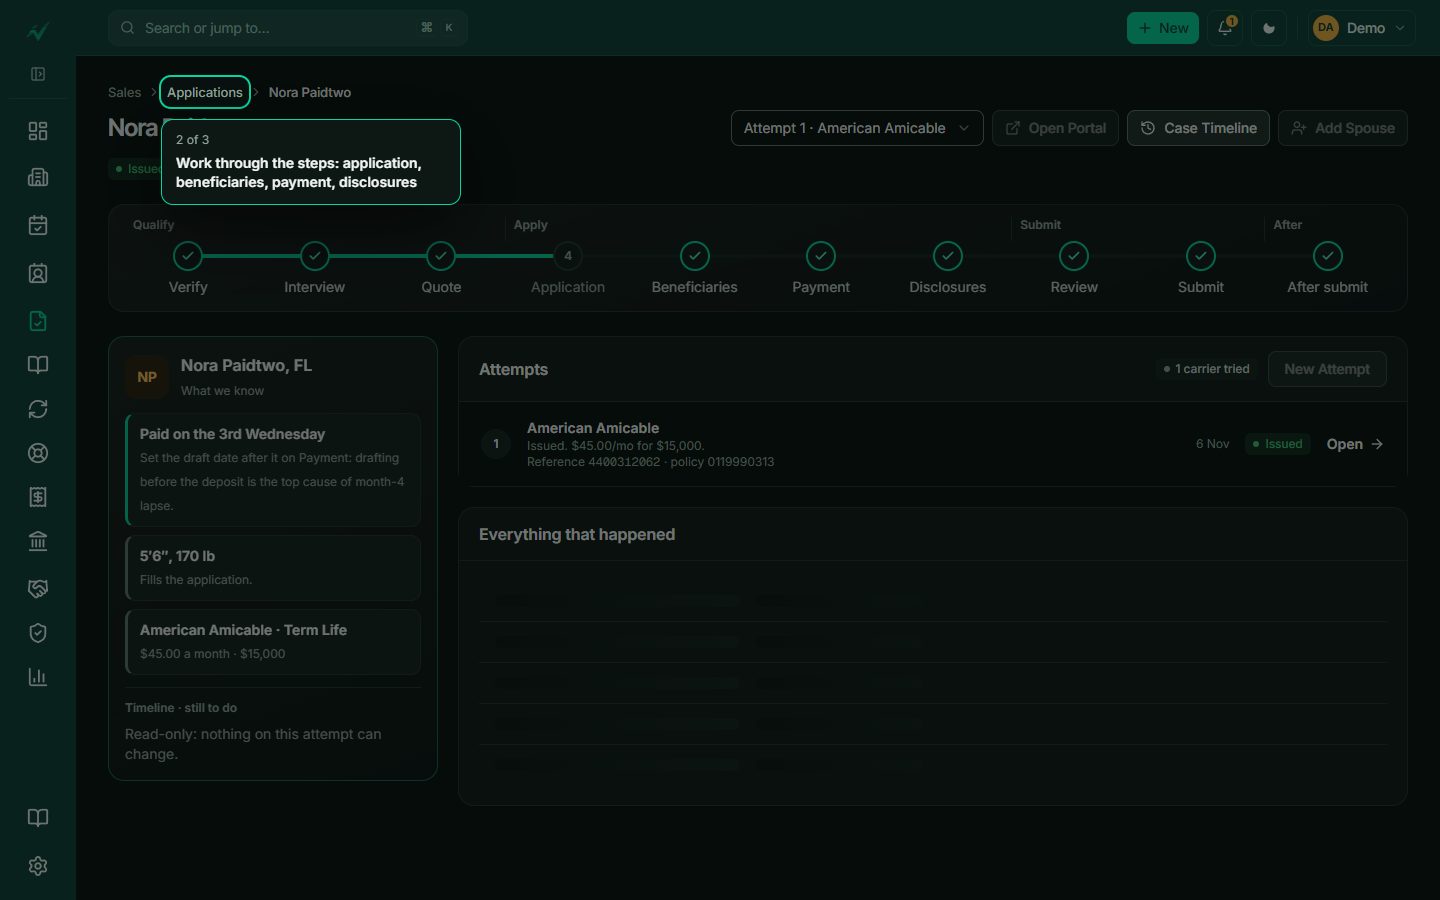 Search or jump to...
⌘ K
New
1
DA
Demo
Sales > Applications > Nora Paidtwo
Nora
2 of 3
Work through the steps: application,
beneficiaries, payment, disclosures
Attempt 1 · American Amicable
Open Portal
Case Timeline
Add Spouse
Issued
Qualify
Apply
Submit
After
4
Verify
Interview
Quote
Application
Beneficiaries
Payment
Disclosures
Review
Submit
After submit
NP
Nora Paidtwo, FL
What we know
Paid on the 3rd Wednesday
Set the draft date after it on Payment: drafting
before the deposit is the top cause of month-4
lapse.
5′6″, 170 lb
Fills the application.
American Amicable · Term Life
$45.00 a month · $15,000
Timeline · still to do
Read-only: nothing on this attempt can
change.
Attempts
1 carrier tried
New Attempt
1
American Amicable
Issued. $45.00/mo for $15,000.
Reference 4400312062 · policy 0119990313
6 Nov
Issued
Open
Everything that happened